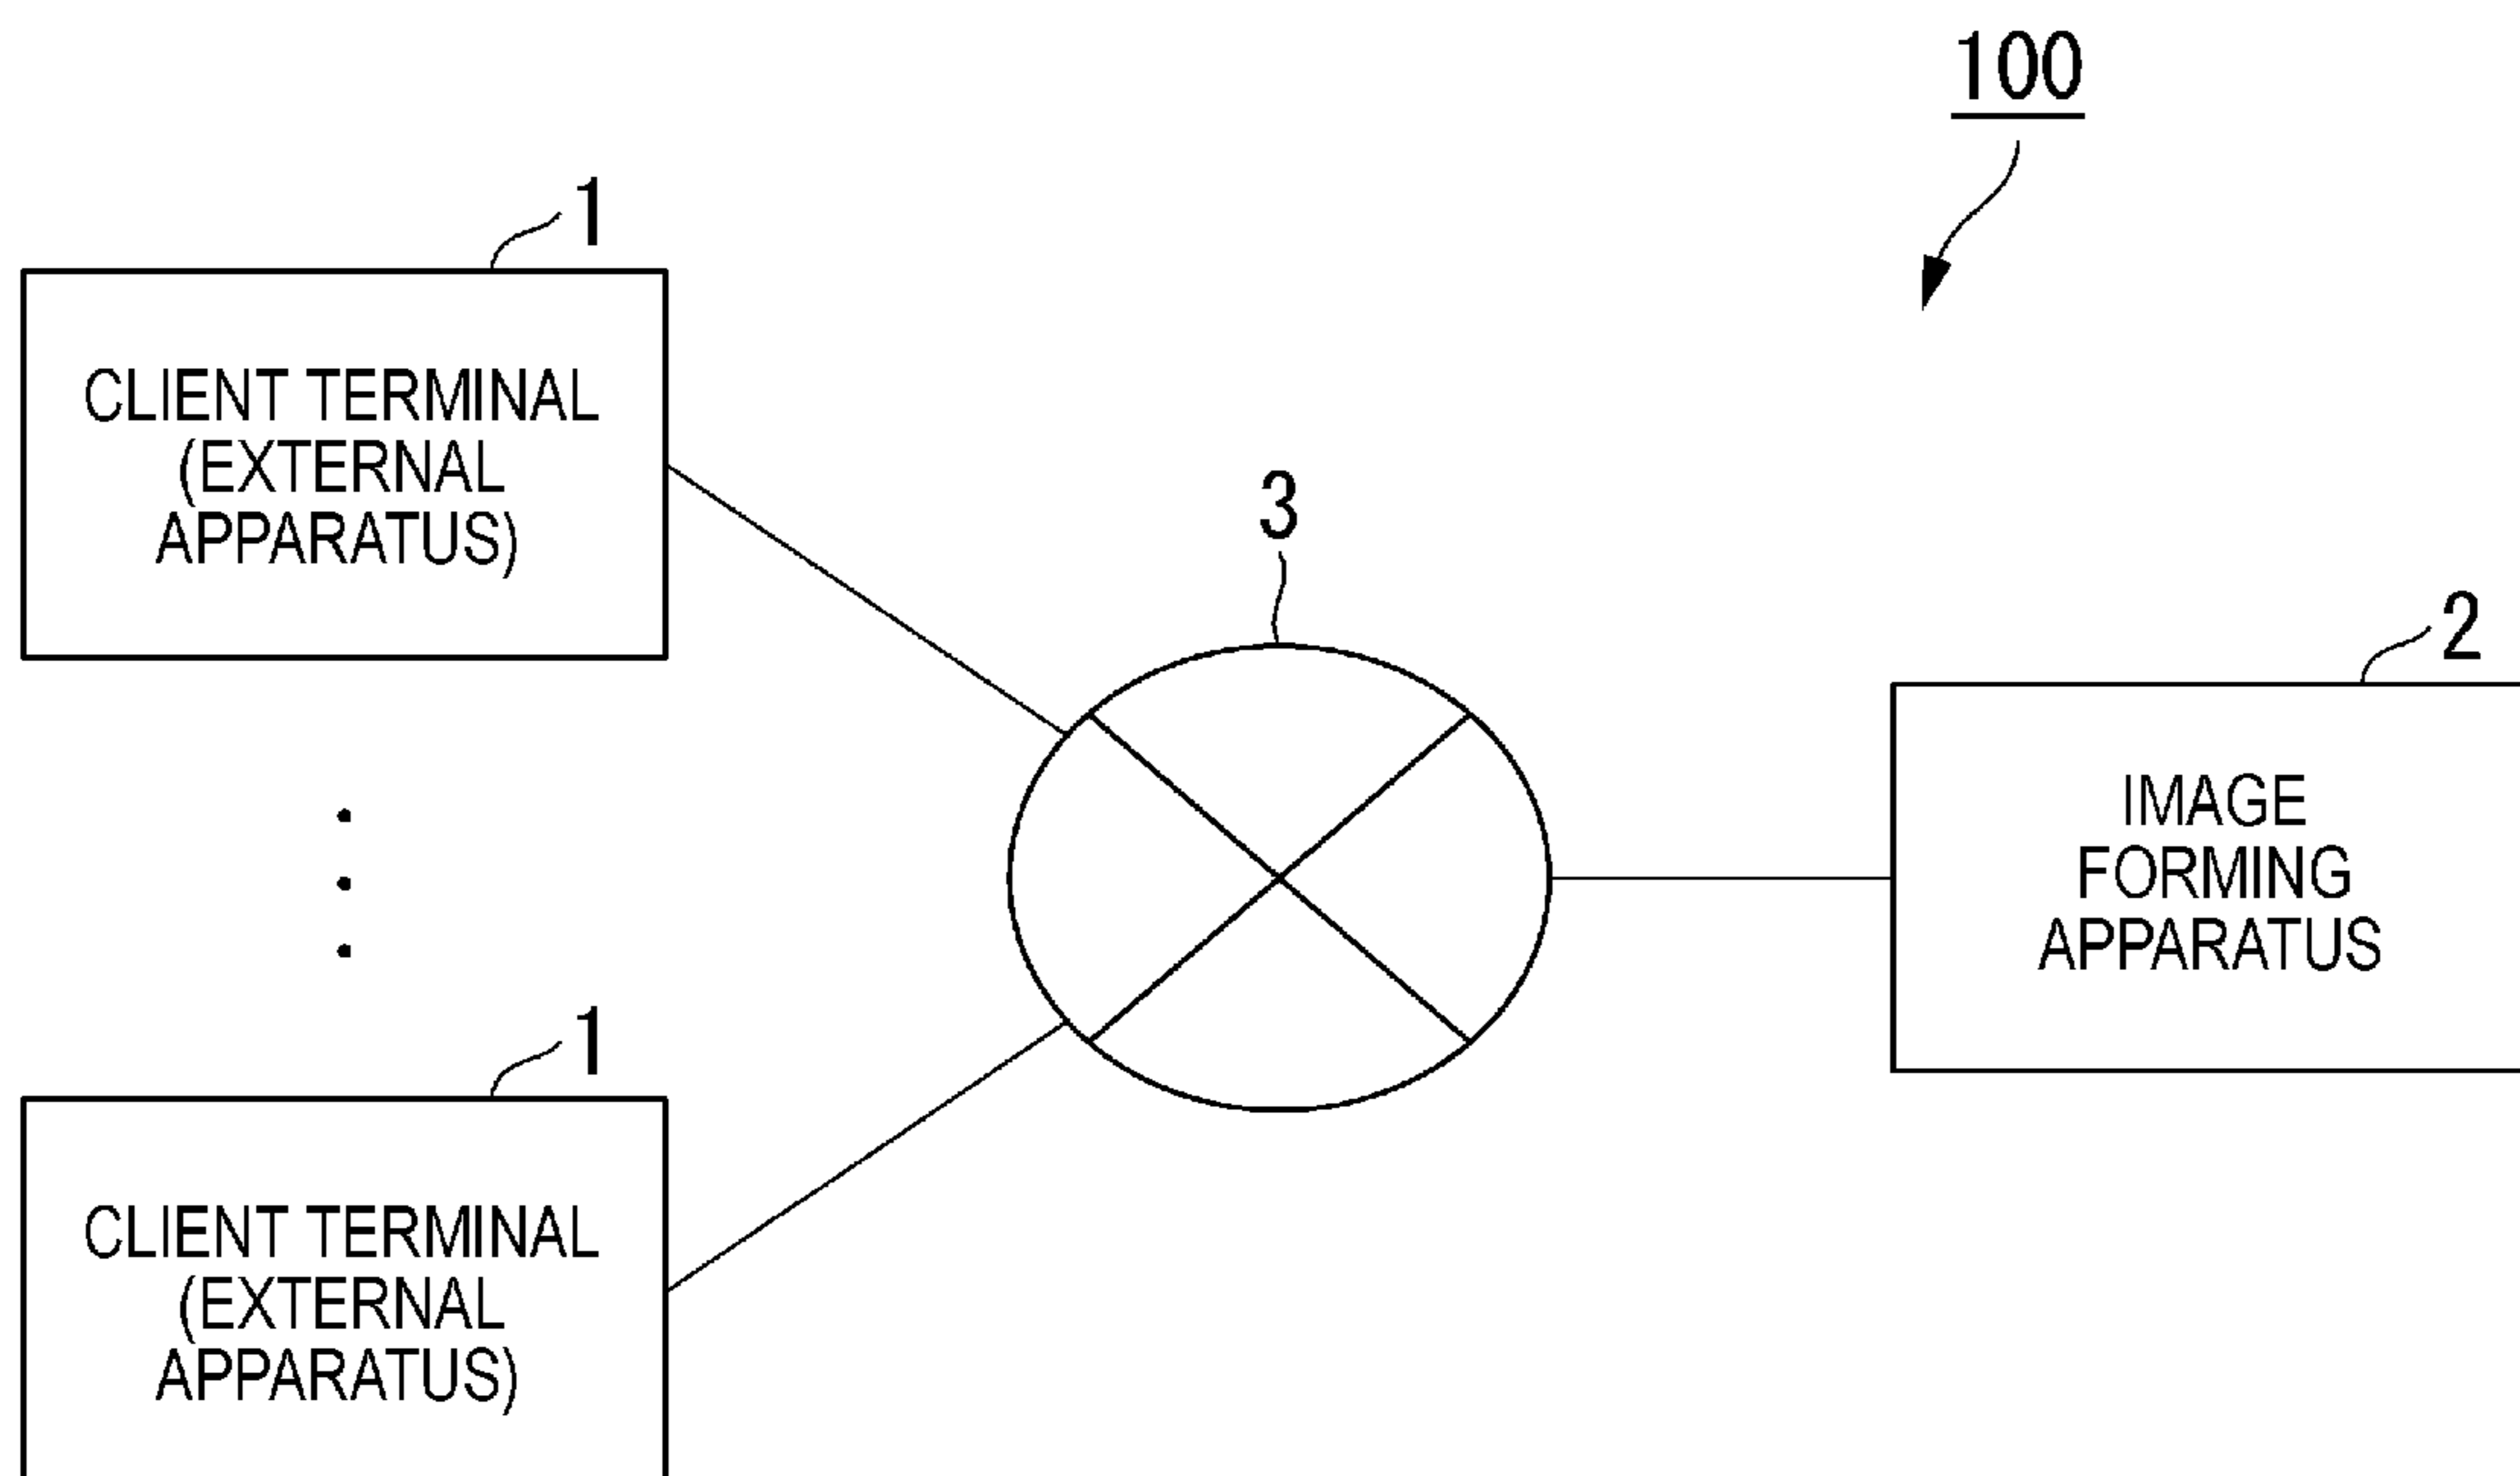 100
1
CLIENT TERMINAL
(EXTERNAL
APPARATUS)
3
2
IMAGE
FORMING
APPARATUS
1
CLIENT TERMINAL
(EXTERNAL
APPARATUS)